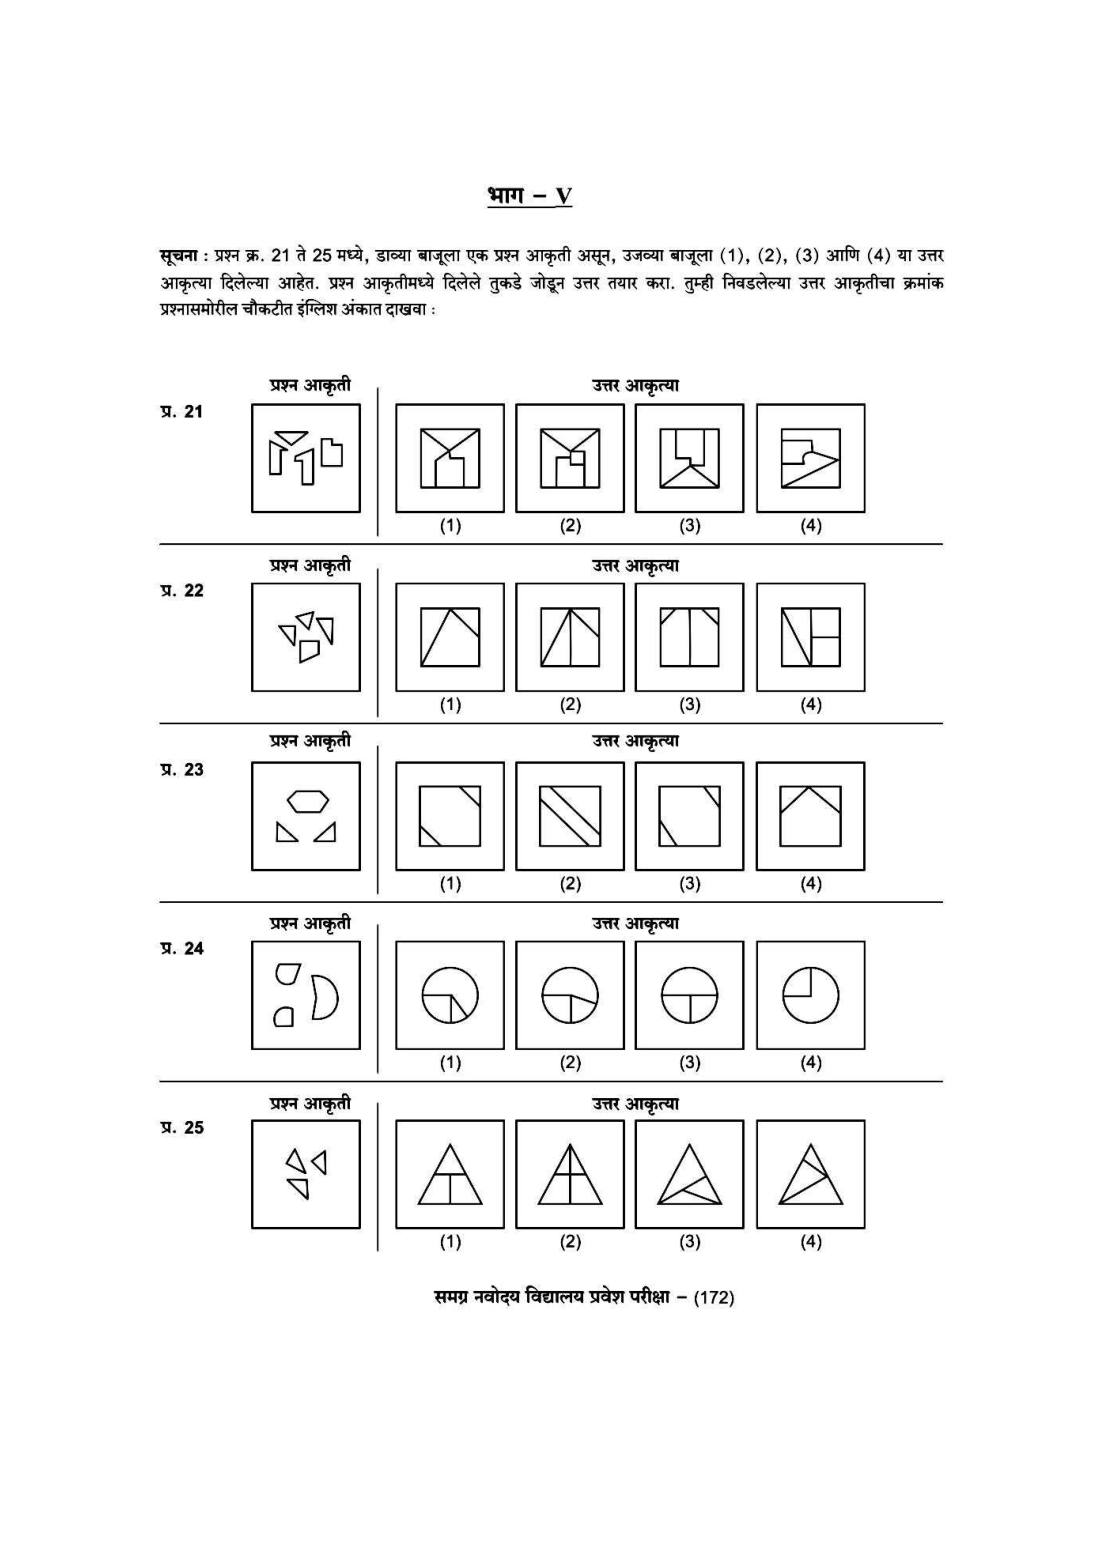 भाग – V
सूचना : प्रश्न क्र. 21 ते 25 मध्ये, डाव्या बाजूला एक प्रश्न आकृती असून, उजव्या बाजूला (1), (2), (3) आणि (4) या उत्तर
आकृत्या दिलेल्या आहेत. प्रश्न आकृतीमध्ये दिलेले तुकडे जोडून उत्तर तयार करा. तुम्ही निवडलेल्या उत्तर आकृतीचा क्रमांक
प्रश्नासमोरील चौकटीत इंग्लिश अंकात दाखवा :
प्रश्न आकृती उत्तर आकृत्या
प्र. 21
(1) (2) (3) (4)
प्रश्न आकृती उत्तर आकृत्या
प्र. 22
(1) (2) (3) (4)
प्रश्न आकृती उत्तर आकृत्या
प्र. 23
(1) (2) (3) (4)
प्रश्न आकृती उत्तर आकृत्या
प्र. 24
(1) (2) (3) (4)
प्रश्न आकृती उत्तर आकृत्या
प्र. 25
(1) (2) (3) (4)
समग्र नवोदय विद्यालय प्रवेश परीक्षा – (172)